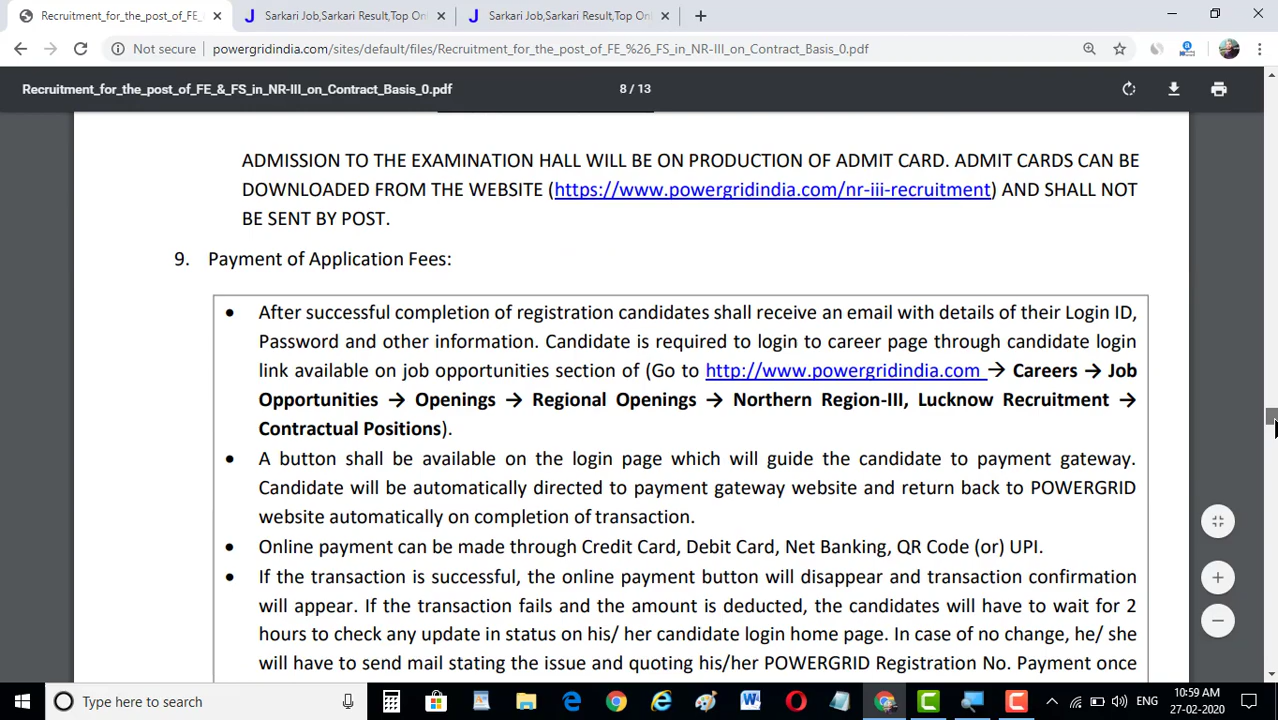 Recruitment_for_the_post_of_FE_
Sarkari Job,Sarkari Result,Top Onl
Sarkari Job,Sarkari Result,Top Onl
Not secure
powergridindia.com/sites/default/files/Recruitment_for_the_post_of_FE_%26_FS_in_NR-III_on_Contract_Basis_0.pdf
Recruitment_for_the_post_of_FE_&_FS_in_NR-III_on_Contract_Basis_0.pdf
8 / 13
ADMISSION TO THE EXAMINATION HALL WILL BE ON PRODUCTION OF ADMIT CARD. ADMIT CARDS CAN BE
DOWNLOADED FROM THE WEBSITE (https://www.powergridindia.com/nr-iii-recruitment) AND SHALL NOT
BE SENT BY POST.
9. Payment of Application Fees:
• After successful completion of registration candidates shall receive an email with details of their Login ID,
Password and other information. Candidate is required to login to career page through candidate login
link available on job opportunities section of (Go to http://www.powergridindia.com → Careers → Job
Opportunities → Openings → Regional Openings → Northern Region-III, Lucknow Recruitment →
Contractual Positions).
• A button shall be available on the login page which will guide the candidate to payment gateway.
Candidate will be automatically directed to payment gateway website and return back to POWERGRID
website automatically on completion of transaction.
• Online payment can be made through Credit Card, Debit Card, Net Banking, QR Code (or) UPI.
• If the transaction is successful, the online payment button will disappear and transaction confirmation
will appear. If the transaction fails and the amount is deducted, the candidates will have to wait for 2
hours to check any update in status on his/ her candidate login home page. In case of no change, he/ she
will have to send mail stating the issue and quoting his/her POWERGRID Registration No. Payment once
Type here to search
ENG
10:59 AM
27-02-2020